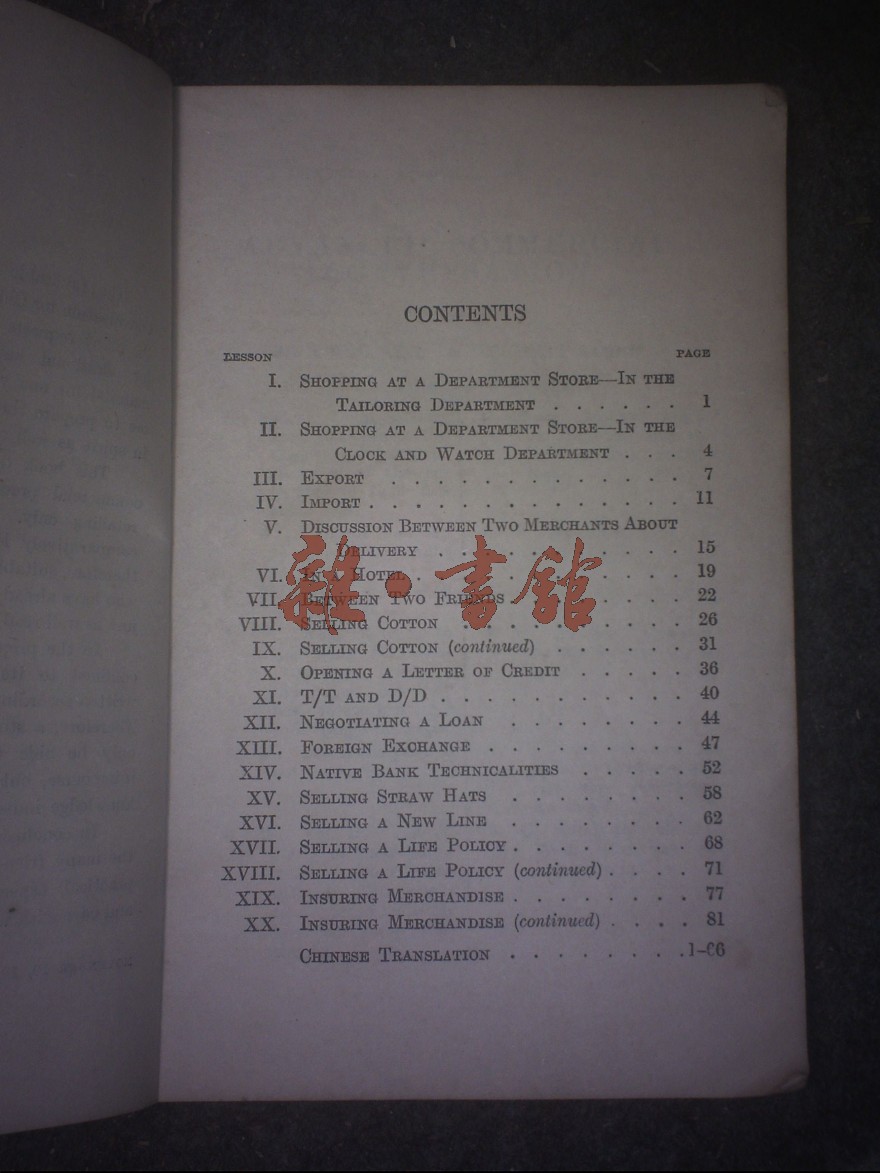 CONTENTS
LESSON PAGE
I. SHOPPING AT A DEPARTMENT STORE—IN THE
TAILORING DEPARTMENT . . . . . . 1
II. SHOPPING AT A DEPARTMENT STORE—IN THE
CLOCK AND WATCH DEPARTMENT . . . 4
III. EXPORT . . . . . . . . . . . . . 7
IV. IMPORT . . . . . . . . . . . . . 11
V. DISCUSSION BETWEEN TWO MERCHANTS ABOUT
DELIVERY . . . . . . . . . . . 15
VI. IN A HOTEL . . . . . . . . . . . . 19
VII. BETWEEN TWO FRIENDS . . . . . . . 22
VIII. SELLING COTTON . . . . . . . . . . 26
IX. SELLING COTTON (continued) . . . . . . 31
X. OPENING A LETTER OF CREDIT . . . . . 36
XI. T/T AND D/D . . . . . . . . . . . 40
XII. NEGOTIATING A LOAN . . . . . . . . 44
XIII. FOREIGN EXCHANGE . . . . . . . . . 47
XIV. NATIVE BANK TECHNICALITIES . . . . . 52
XV. SELLING STRAW HATS . . . . . . . . 58
XVI. SELLING A NEW LINE . . . . . . . . 62
XVII. SELLING A LIFE POLICY . . . . . . . . 68
XVIII. SELLING A LIFE POLICY (continued) . . . . 71
XIX. INSURING MERCHANDISE . . . . . . . . 77
XX. INSURING MERCHANDISE (continued) . . . . 81
CHINESE TRANSLATION . . . . . . . . 1-66
雜·書館